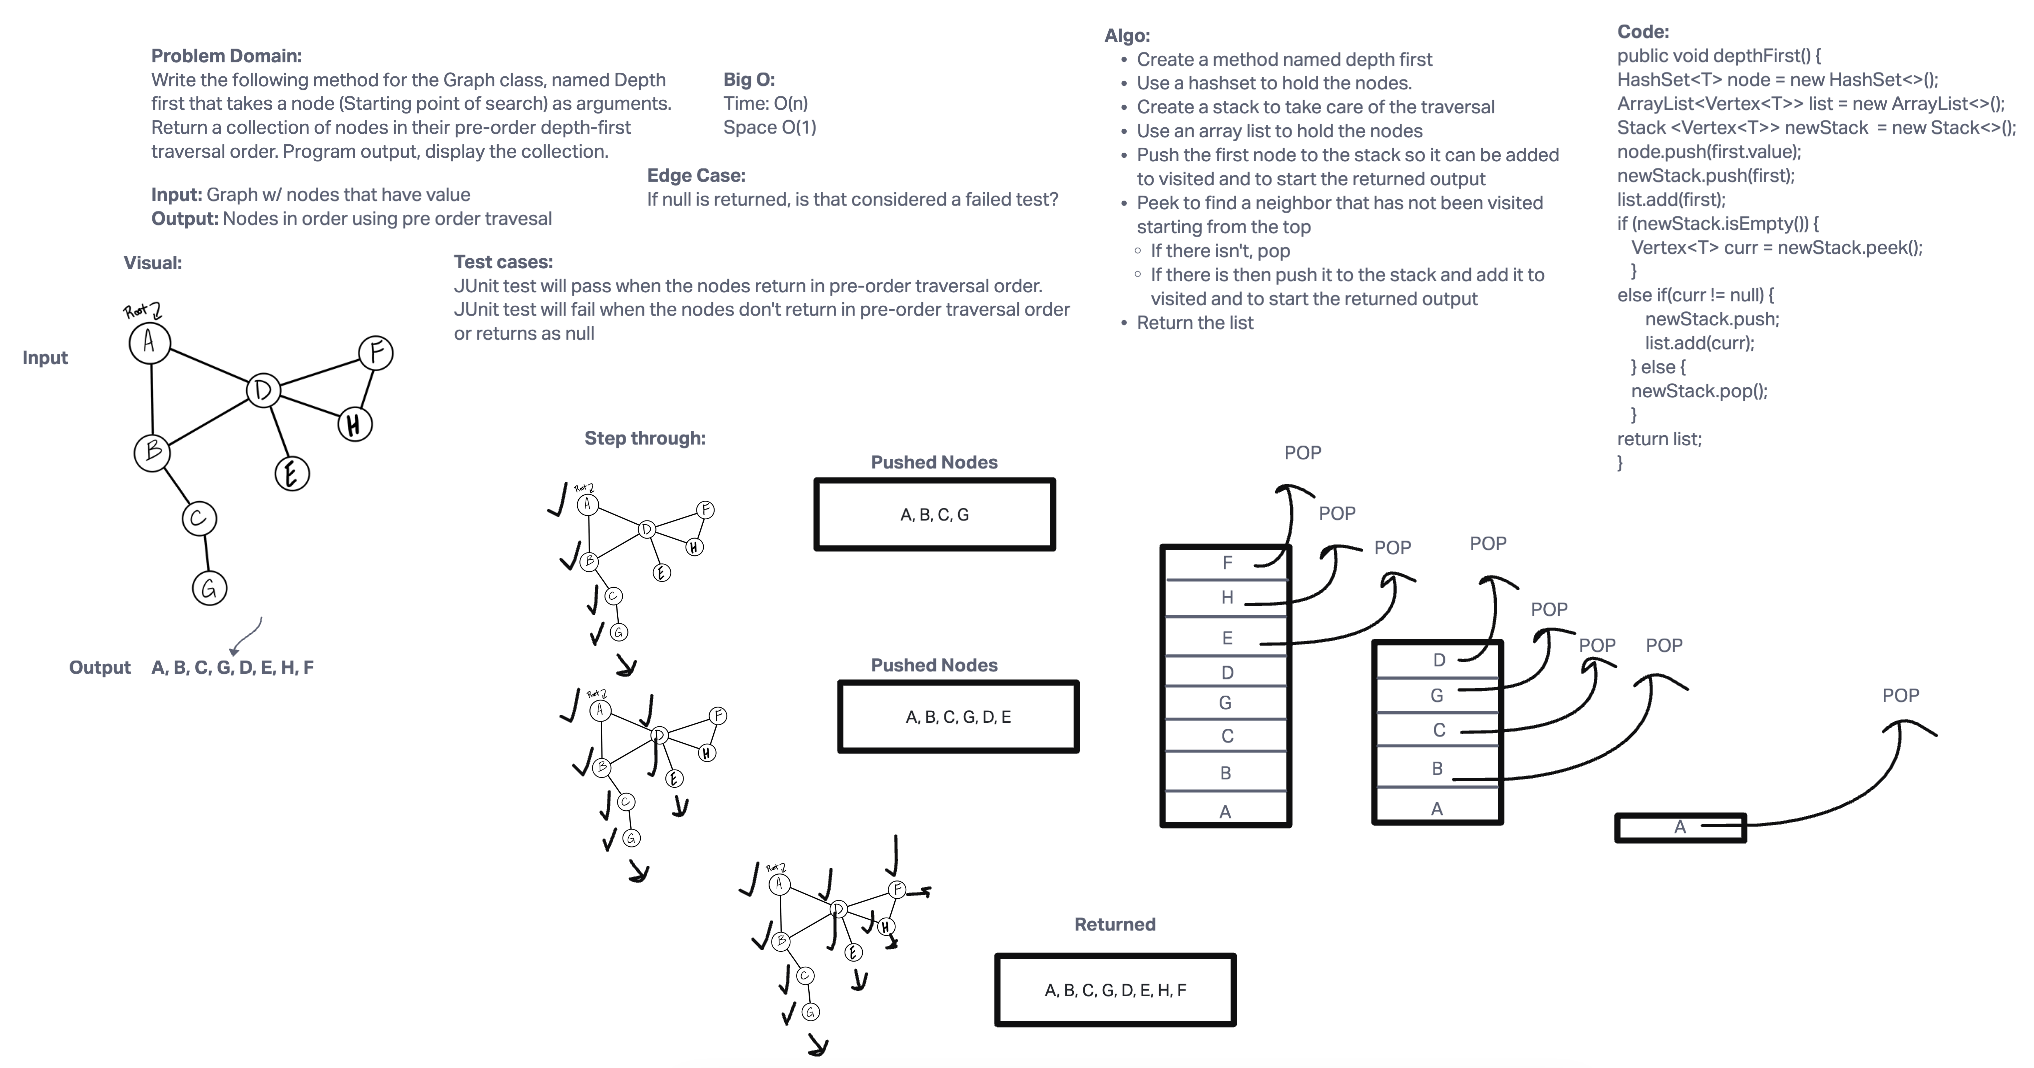 Problem Domain:
Write the following method for the Graph class, named Depth
first that takes a node (Starting point of search) as arguments.
Return a collection of nodes in their pre-order depth-first
traversal order. Program output, display the collection.
Input: Graph w/ nodes that have value
Output: Nodes in order using pre order travesal
Big O:
Time: O(n)
Space O(1)
Edge Case:
If null is returned, is that considered a failed test?
Visual:
Input
Root
A
F
D
H
B
E
C
G
Output A, B, C, G, D, E, H, F
Test cases:
JUnit test will pass when the nodes return in pre-order traversal order.
JUnit test will fail when the nodes don't return in pre-order traversal order
or returns as null
Algo:
• Create a method named depth first
• Use a hashset to hold the nodes.
• Create a stack to take care of the traversal
• Use an array list to hold the nodes
• Push the first node to the stack so it can be added
to visited and to start the returned output
• Peek to find a neighbor that has not been visited
starting from the top
◦ If there isn't, pop
◦ If there is then push it to the stack and add it to
visited and to start the returned output
• Return the list
Code:
public void depthFirst() {
HashSet<T> node = new HashSet<>();
ArrayList<Vertex<T>> list = new ArrayList<>();
Stack <Vertex<T>> newStack = new Stack<>();
node.push(first.value);
newStack.push(first);
list.add(first);
if (newStack.isEmpty()) {
Vertex<T> curr = newStack.peek();
}
else if(curr != null) {
newStack.push;
list.add(curr);
} else {
newStack.pop();
}
return list;
}
Step through:
Root
A
F
D
H
B
E
C
G
Pushed Nodes
A, B, C, G
Root
A
F
D
H
B
E
C
G
Pushed Nodes
A, B, C, G, D, E
Root
A
F
D
H
B
E
C
G
Returned
A, B, C, G, D, E, H, F
POP
POP
POP
F
H
E
D
G
C
B
A
POP
POP
POP
POP
D
G
C
B
A
POP
A